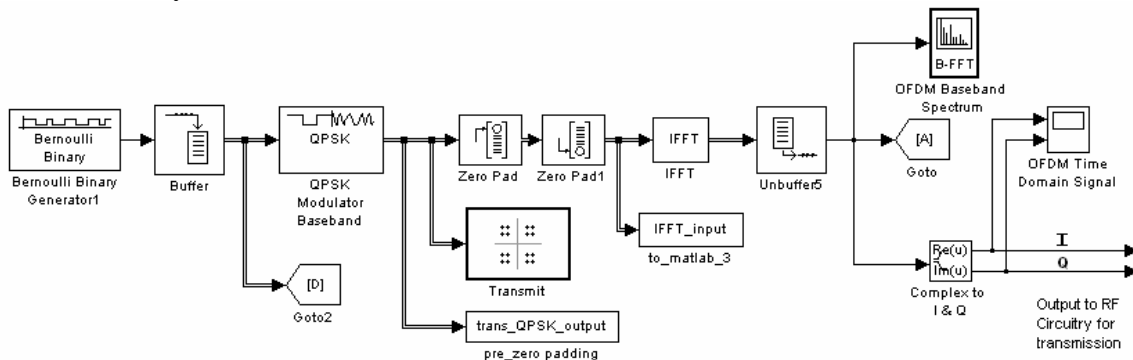 Bernoulli
Binary
Bernoulli Binary
Generator1
Buffer
[D]
Goto2
QPSK
QPSK
Modulator
Baseband
Transmit
trans_QPSK_output
pre_zero padding
Zero Pad
Zero Pad1
IFFT_input
to_matlab_3
IFFT
IFFT
Unbuffer5
B-FFT
OFDM Baseband
Spectrum
[A]
Goto
OFDM Time
Domain Signal
Re(u)
Im(u)
Complex to
I & Q
I
Q
Output to RF
Circuitry for
transmission